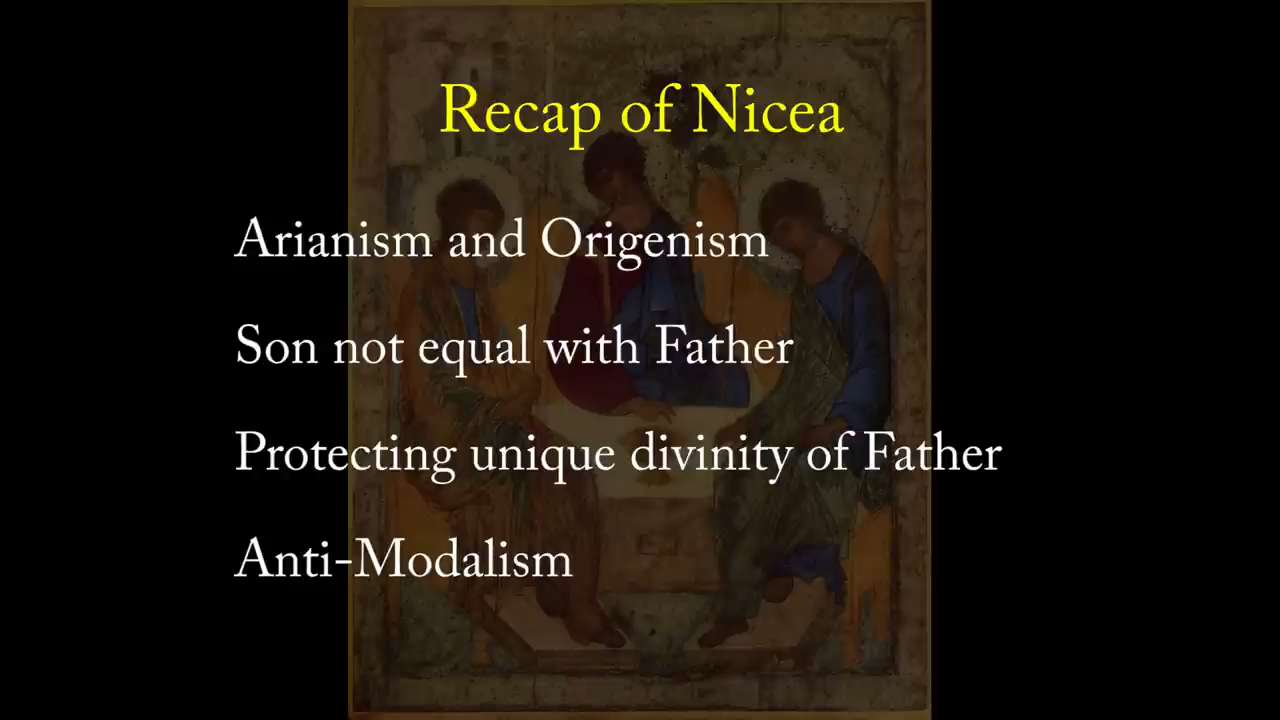 Recap of Nicea
Arianism and Origenism
Son not equal with Father
Protecting unique divinity of Father
Anti-Modalism